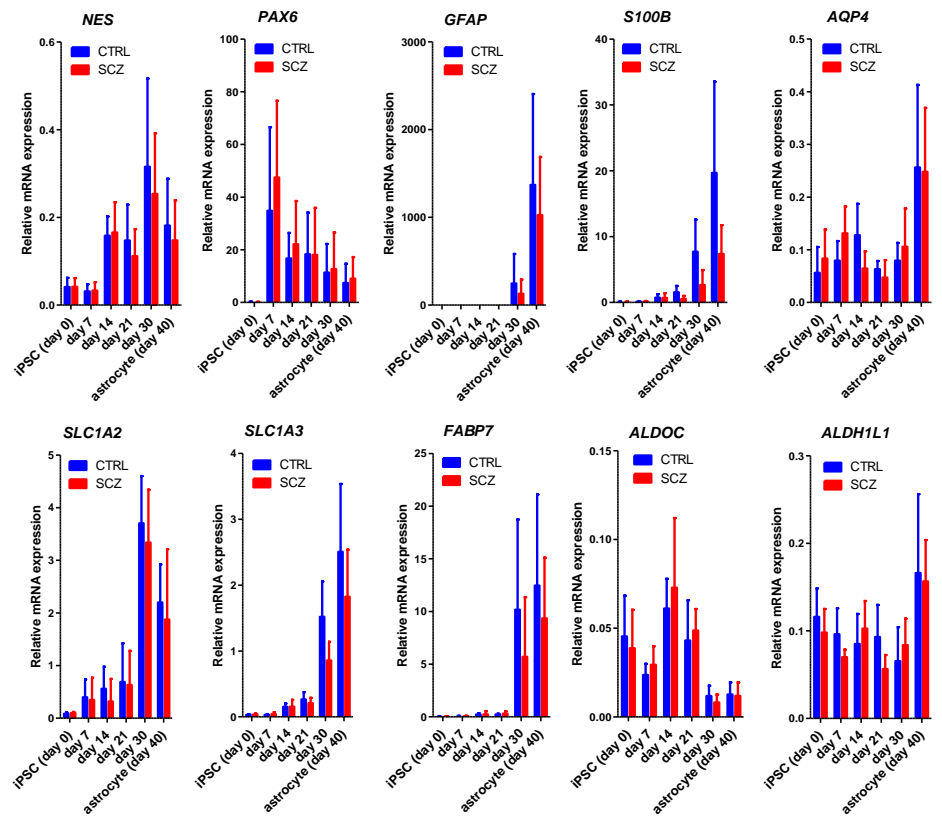 NES
PAX6
GFAP
S100B
AQP4
Relative mRNA expression
0.6
0.4
0.2
0.0
CTRL
SCZ
iPSC (day 0)
day 7
day 14
day 21
day 30
astrocyte (day 40)
Relative mRNA expression
100
80
60
40
20
0
CTRL
SCZ
iPSC (day 0)
day 7
day 14
day 21
day 30
astrocyte (day 40)
Relative mRNA expression
3000
2000
1000
0
CTRL
SCZ
iPSC (day 0)
day 7
day 14
day 21
day 30
astrocyte (day 40)
Relative mRNA expression
40
30
20
10
0
CTRL
SCZ
iPSC (day 0)
day 7
day 14
day 21
day 30
astrocyte (day 40)
Relative mRNA expression
0.5
0.4
0.3
0.2
0.1
0.0
CTRL
SCZ
iPSC (day 0)
day 7
day 14
day 21
day 30
astrocyte (day 40)
SLC1A2
SLC1A3
FABP7
ALDOC
ALDH1L1
Relative mRNA expression
5
4
3
2
1
0
CTRL
SCZ
iPSC (day 0)
day 7
day 14
day 21
day 30
astrocyte (day 40)
Relative mRNA expression
4
3
2
1
0
CTRL
SCZ
iPSC (day 0)
day 7
day 14
day 21
day 30
astrocyte (day 40)
Relative mRNA expression
25
20
15
10
5
0
CTRL
SCZ
iPSC (day 0)
day 7
day 14
day 21
day 30
astrocyte (day 40)
Relative mRNA expression
0.15
0.10
0.05
0.00
CTRL
SCZ
iPSC (day 0)
day 7
day 14
day 21
day 30
astrocyte (day 40)
Relative mRNA expression
0.3
0.2
0.1
0.0
CTRL
SCZ
iPSC (day 0)
day 7
day 14
day 21
day 30
astrocyte (day 40)